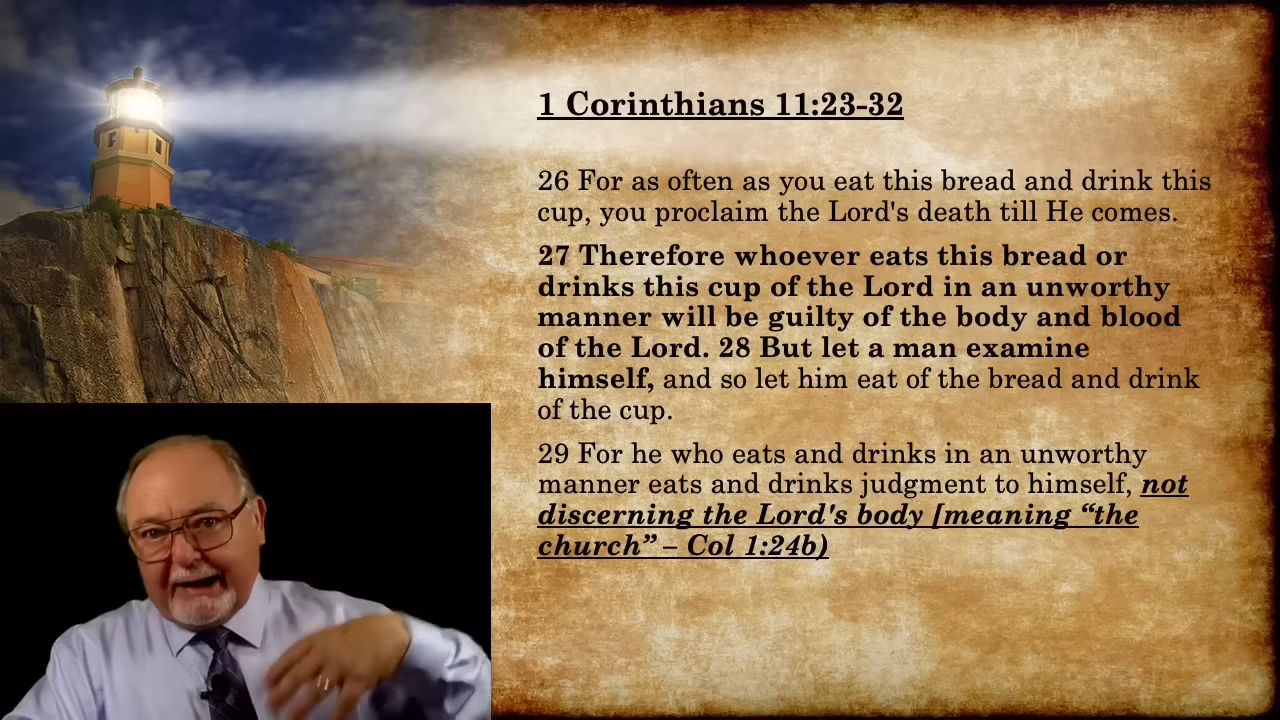 1 Corinthians 11:23-32
26 For as often as you eat this bread and drink this
cup, you proclaim the Lord's death till He comes.
27 Therefore whoever eats this bread or
drinks this cup of the Lord in an unworthy
manner will be guilty of the body and blood
of the Lord. 28 But let a man examine
himself, and so let him eat of the bread and drink
of the cup.
29 For he who eats and drinks in an unworthy
manner eats and drinks judgment to himself, not
discerning the Lord's body [meaning “the
church” – Col 1:24b)